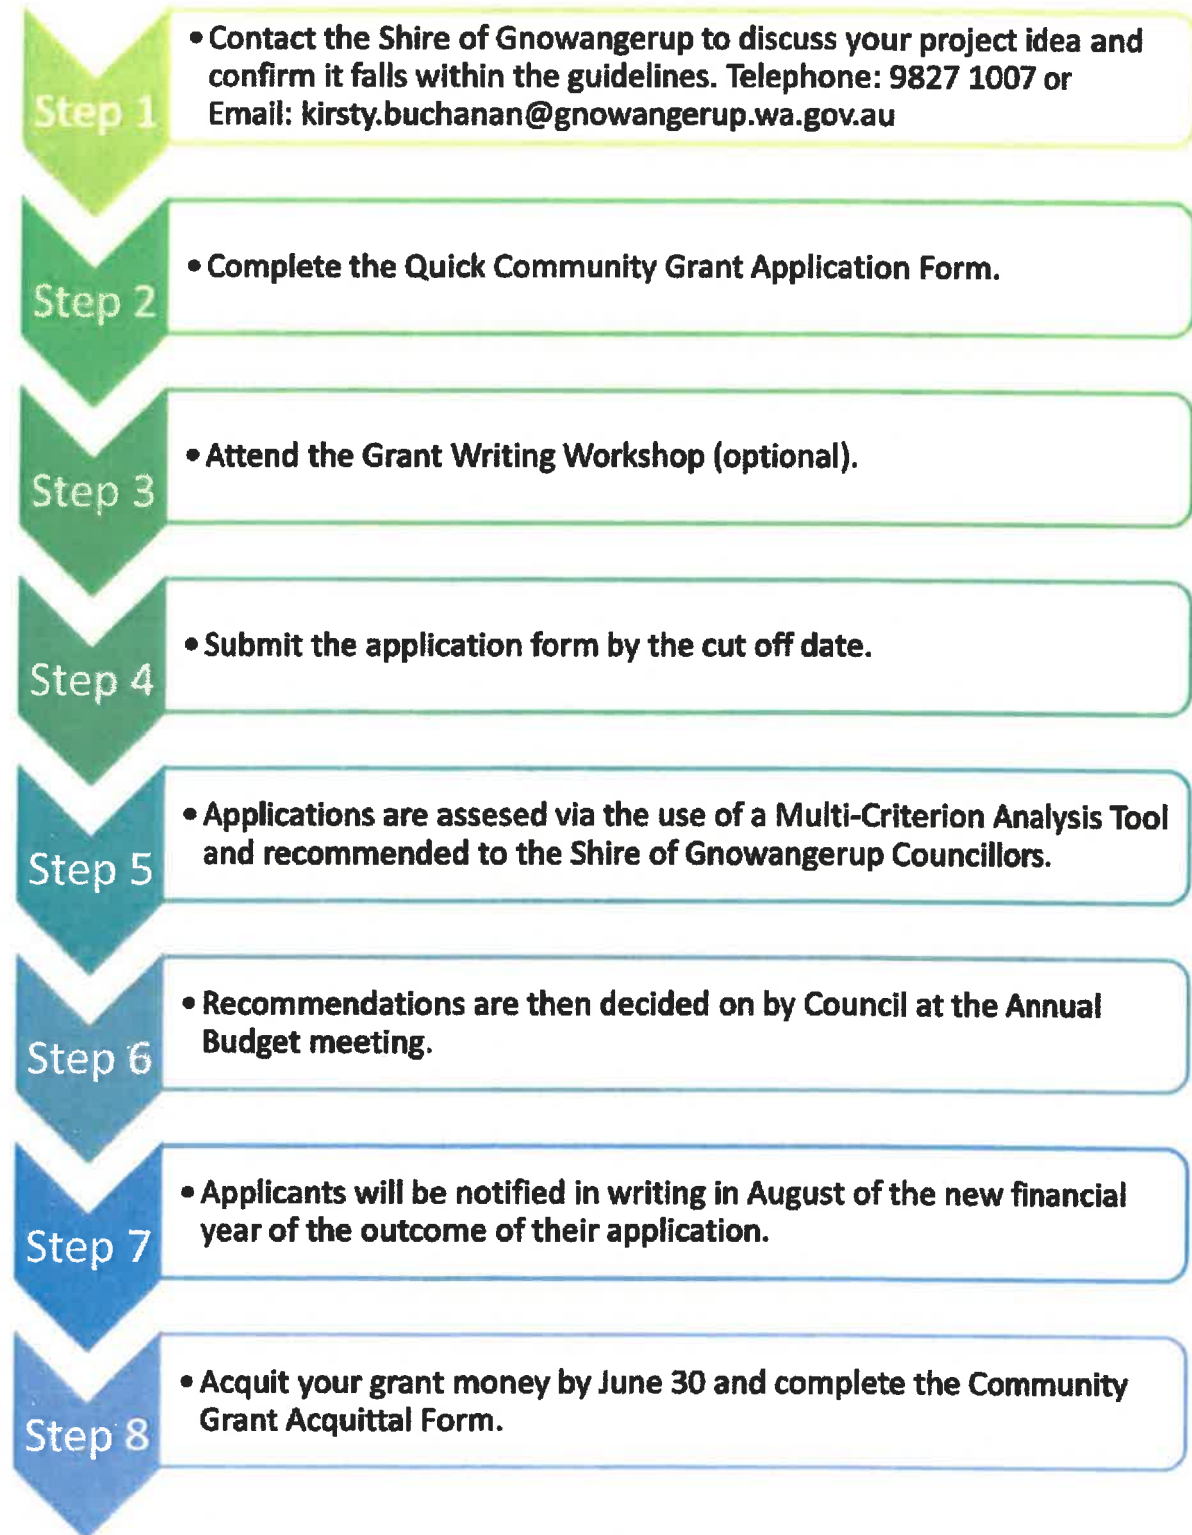 Step 1
• Contact the Shire of Gnowangerup to discuss your project idea and
confirm it falls within the guidelines. Telephone: 9827 1007 or
Email: kirsty.buchanan@gnowangerup.wa.gov.au
Step 2
• Complete the Quick Community Grant Application Form.
Step 3
• Attend the Grant Writing Workshop (optional).
Step 4
• Submit the application form by the cut off date.
Step 5
• Applications are assesed via the use of a Multi-Criterion Analysis Tool
and recommended to the Shire of Gnowangerup Councillors.
Step 6
• Recommendations are then decided on by Council at the Annual
Budget meeting.
Step 7
• Applicants will be notified in writing in August of the new financial
year of the outcome of their application.
Step 8
• Acquit your grant money by June 30 and complete the Community
Grant Acquittal Form.